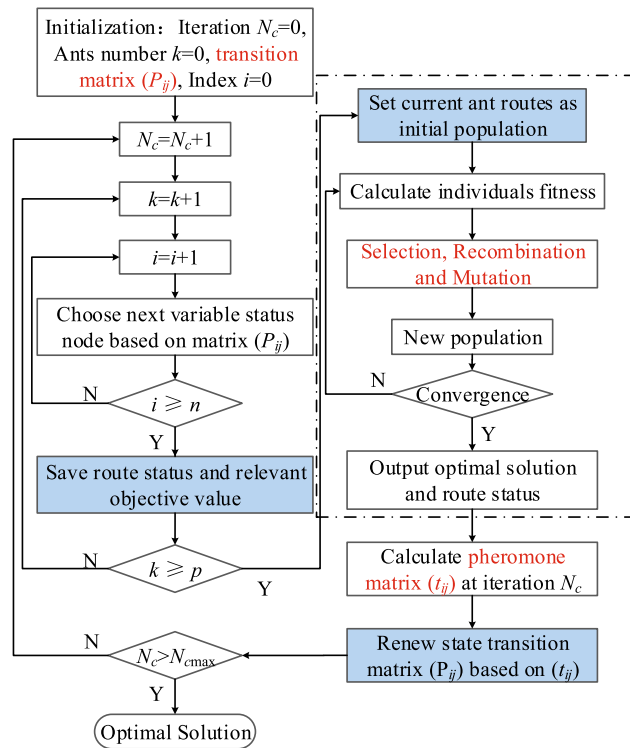 Initialization: Iteration N_c=0,
Ants number k=0, transition
matrix (P_ij), Index i=0
N_c=N_c+1
k=k+1
i=i+1
Choose next variable status
node based on matrix (P_ij)
N
i ⩾ n
Y
Save route status and relevant
objective value
N
k ⩾ p
Y
N
N_c>N_cmax
Y
Optimal Solution
Set current ant routes as
initial population
Calculate individuals fitness
Selection, Recombination
and Mutation
New population
N
Convergence
Y
Output optimal solution
and route status
Calculate pheromone
matrix (t_ij) at iteration N_c
Renew state transition
matrix (P_ij) based on (t_ij)